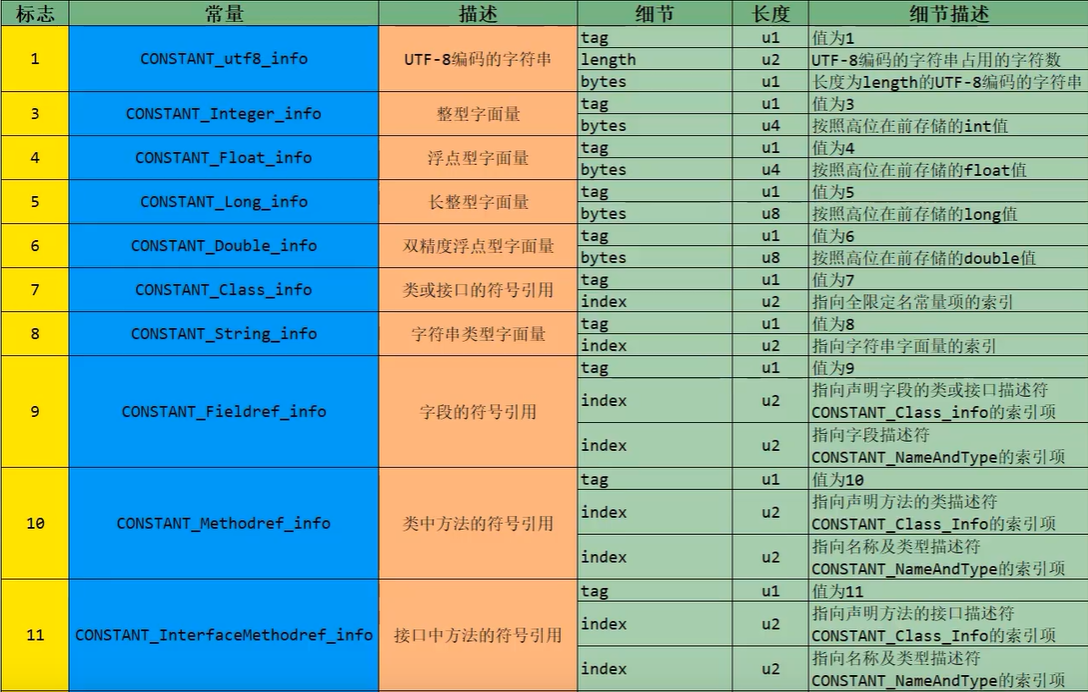 标志 常量 描述 细节 长度 细节描述
1 CONSTANT_utf8_info UTF-8编码的字符串 tag u1 值为1
length u2 UTF-8编码的字符串占用的字符数
bytes u1 长度为length的UTF-8编码的字符串
3 CONSTANT_Integer_info 整型字面量 tag u1 值为3
bytes u4 按照高位在前存储的int值
4 CONSTANT_Float_info 浮点型字面量 tag u1 值为4
bytes u4 按照高位在前存储的float值
5 CONSTANT_Long_info 长整型字面量 tag u1 值为5
bytes u8 按照高位在前存储的long值
6 CONSTANT_Double_info 双精度浮点型字面量 tag u1 值为6
bytes u8 按照高位在前存储的double值
7 CONSTANT_Class_info 类或接口的符号引用 tag u1 值为7
index u2 指向全限定名常量项的索引
8 CONSTANT_String_info 字符串类型字面量 tag u1 值为8
index u2 指向字符串字面量的索引
9 CONSTANT_Fieldref_info 字段的符号引用 tag u1 值为9
index u2 指向声明字段的类或接口描述符
CONSTANT_Class_info的索引项
index u2 指向字段描述符
CONSTANT_NameAndType的索引项
10 CONSTANT_Methodref_info 类中方法的符号引用 tag u1 值为10
index u2 指向声明方法的类描述符
CONSTANT_Class_Info的索引项
index u2 指向名称及类型描述符
CONSTANT_NameAndType的索引项
11 CONSTANT_InterfaceMethodref_info 接口中方法的符号引用 tag u1 值为11
index u2 指向声明方法的接口描述符
CONSTANT_Class_Info的索引项
index u2 指向名称及类型描述符
CONSTANT_NameAndType的索引项